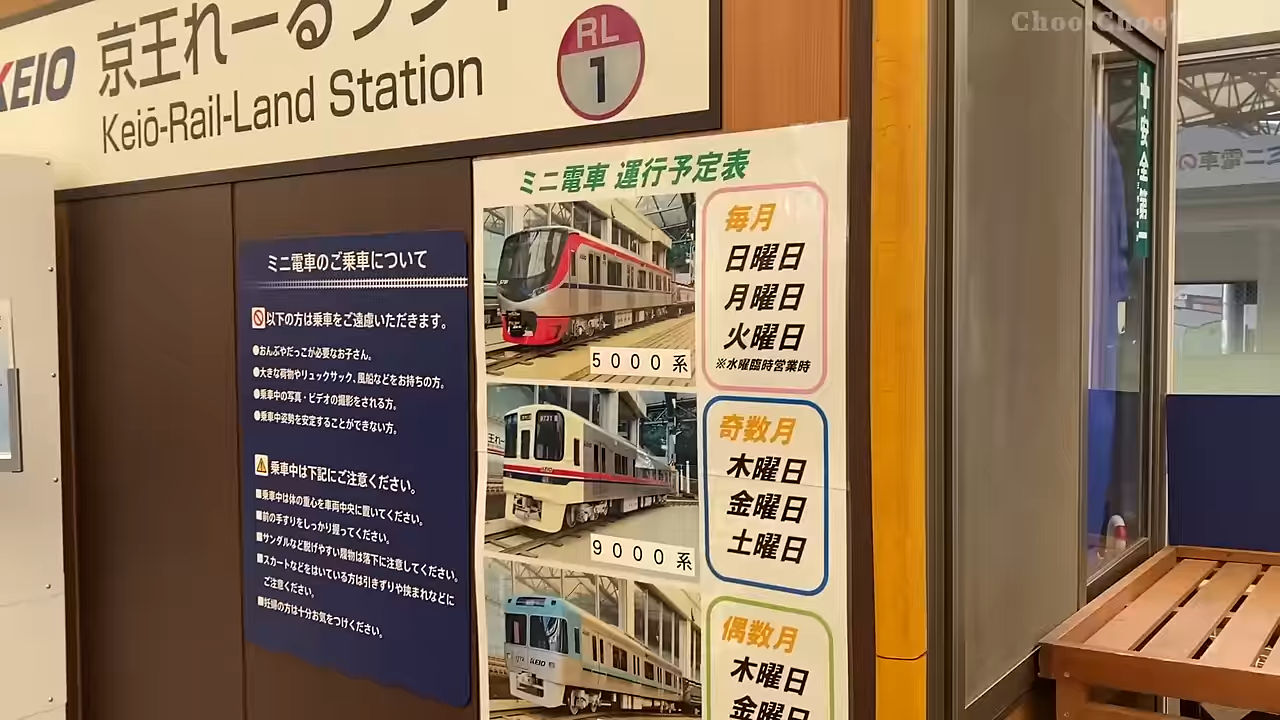 KEIO
京王れーるランド
Keiō-Rail-Land Station
RL
1
ミニ電車のご乗車について
以下の方は乗車をご遠慮いただきます。
●おんぶやだっこが必要なお子さん。
●大きな荷物やリュックサック、風船などをお持ちの方。
●乗車中の写真・ビデオの撮影をされる方。
●乗車中姿勢を安定することができない方。
乗車中は下記にご注意ください。
■乗車中は体の重心を車両中央に置いてください。
■前の手すりをしっかり握ってください。
■サンダルなど脱げやすい履物は落下に注意してください。
■スカートなどをはいている方は引きずりや挟まれなどに
ご注意ください。
■妊婦の方は十分お気をつけください。
ミニ電車 運行予定表
5000系
毎月
日曜日
月曜日
火曜日
※水曜臨時営業時
9000系
奇数月
木曜日
金曜日
土曜日
KEIO
偶数月
木曜日
金曜日
安全第一
ミニ電車の
Choo-Choo